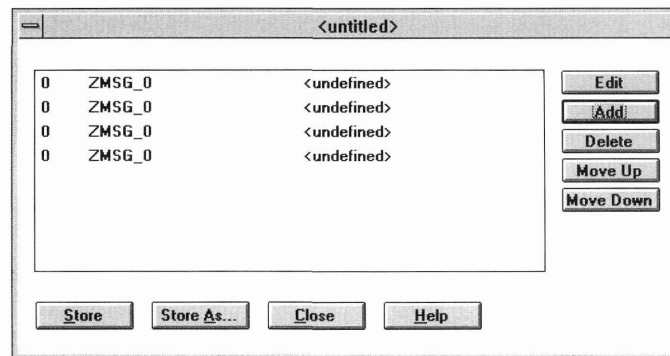 <untitled>
0 ZMSG_0 <undefined>
0 ZMSG_0 <undefined>
0 ZMSG_0 <undefined>
0 ZMSG_0 <undefined>
Edit
Add
Delete
Move Up
Move Down
Store
Store As...
Close
Help